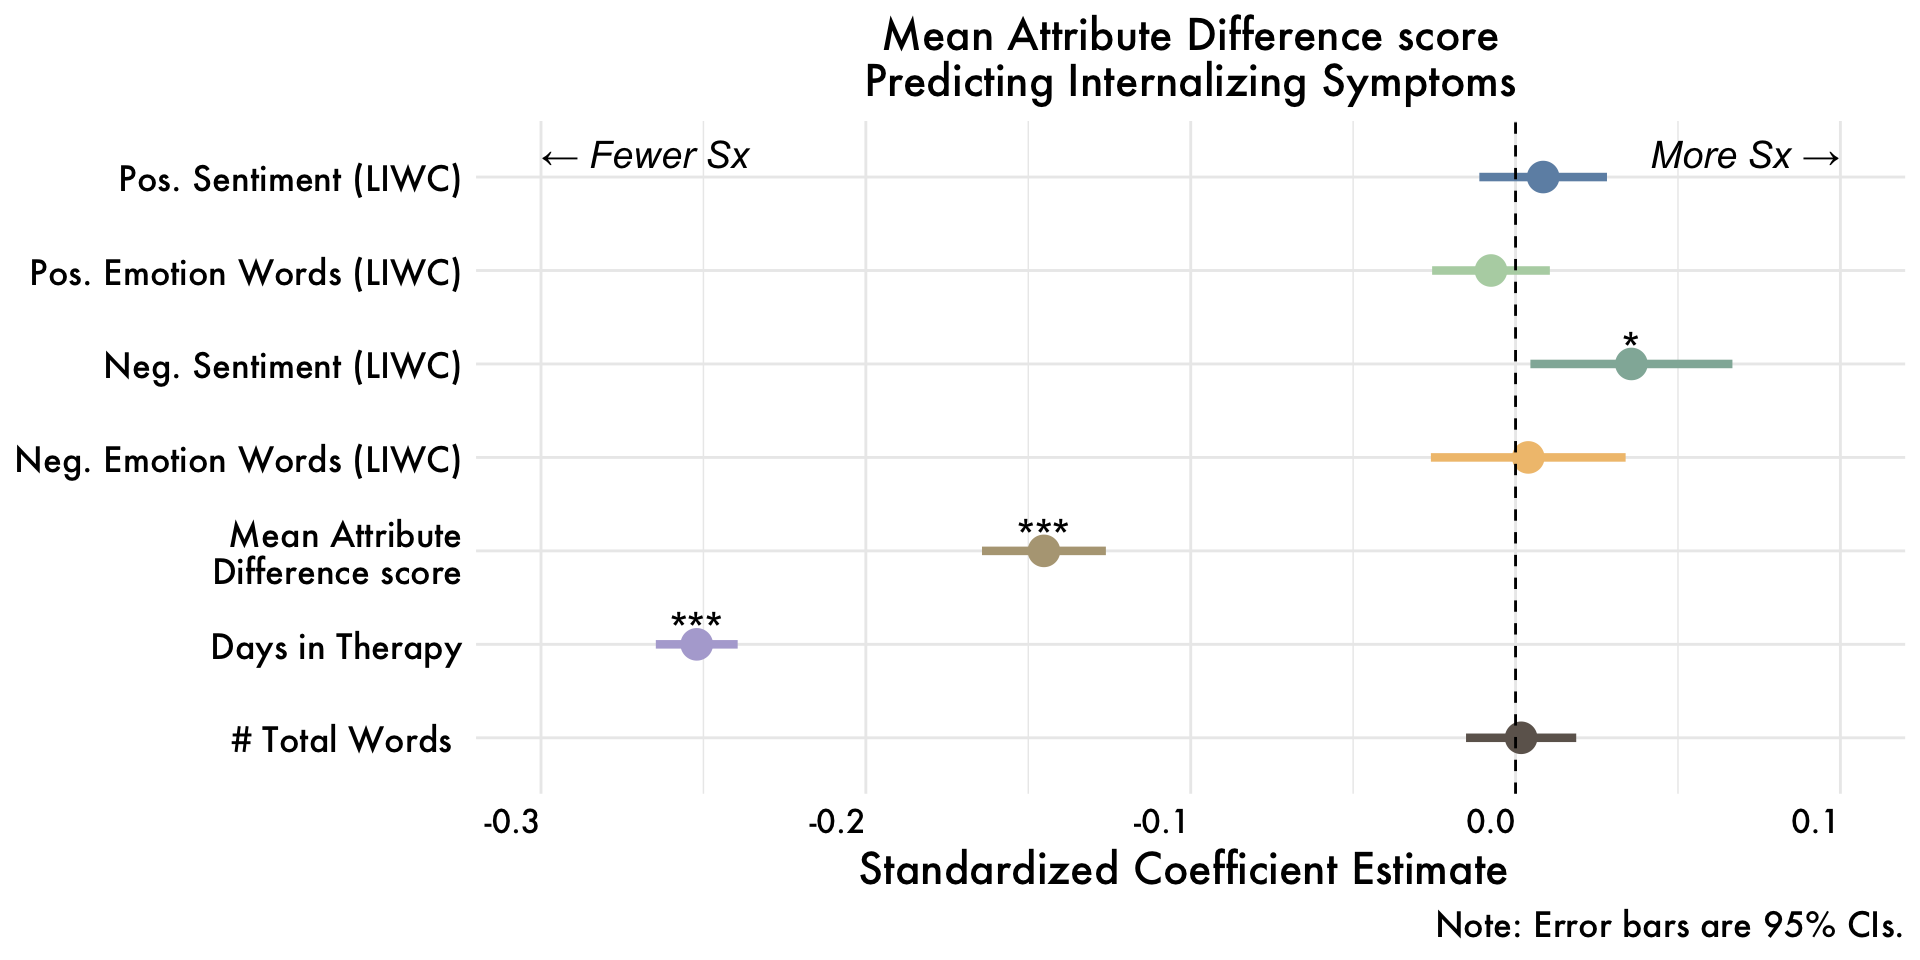 Mean Attribute Difference score
Predicting Internalizing Symptoms
← Fewer Sx
More Sx →
Pos. Sentiment (LIWC)
Pos. Emotion Words (LIWC)
*
Neg. Sentiment (LIWC)
Neg. Emotion Words (LIWC)
***
Mean Attribute
Difference score
***
Days in Therapy
# Total Words
-0.3 -0.2 -0.1 0.0 0.1
Standardized Coefficient Estimate
Note: Error bars are 95% CIs.